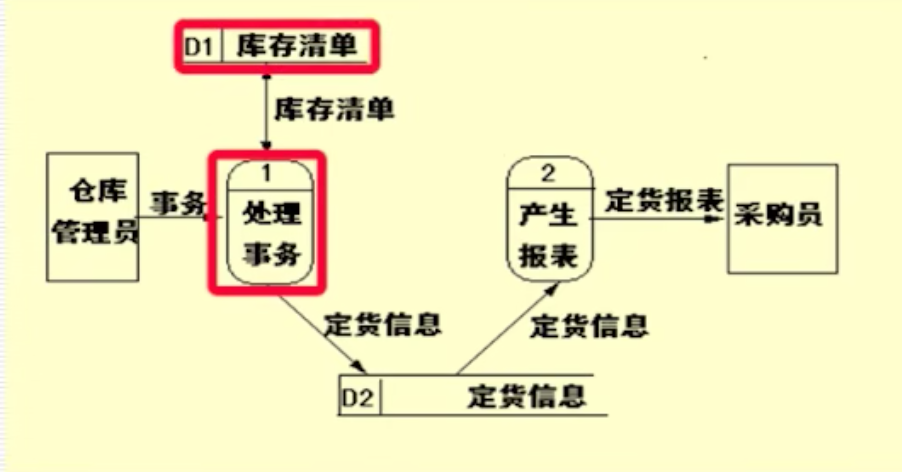 D1 库存清单
库存清单
仓库
管理员
事务
1
处理
事务
2
产生
报表
定货报表
采购员
定货信息
定货信息
D2 定货信息